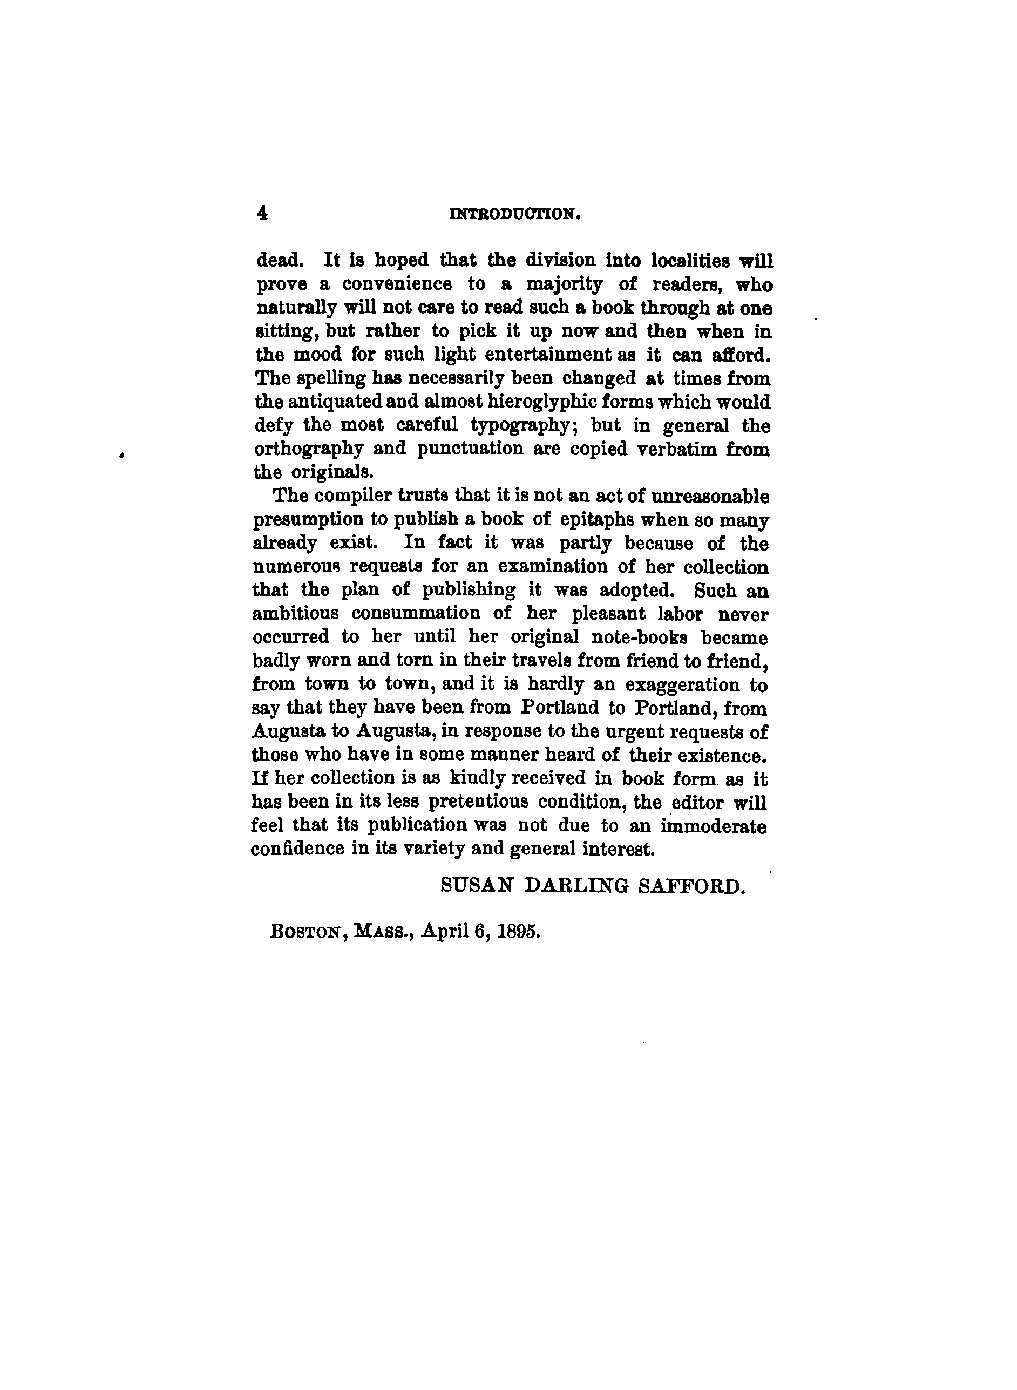 4 INTRODUCTION.
dead. It is hoped that the division into localities will
prove a convenience to a majority of readers, who
naturally will not care to read such a book through at one
sitting, but rather to pick it up now and then when in
the mood for such light entertainment as it can afford.
The spelling has necessarily been changed at times from
the antiquated and almost hieroglyphic forms which would
defy the most careful typography; but in general the
orthography and punctuation are copied verbatim from
the originals.
The compiler trusts that it is not an act of unreasonable
presumption to publish a book of epitaphs when so many
already exist. In fact it was partly because of the
numerous requests for an examination of her collection
that the plan of publishing it was adopted. Such an
ambitious consummation of her pleasant labor never
occurred to her until her original note-books became
badly worn and torn in their travels from friend to friend,
from town to town, and it is hardly an exaggeration to
say that they have been from Portland to Portland, from
Augusta to Augusta, in response to the urgent requests of
those who have in some manner heard of their existence.
If her collection is as kindly received in book form as it
has been in its less pretentious condition, the editor will
feel that its publication was not due to an immoderate
confidence in its variety and general interest.
SUSAN DARLING SAFFORD.
BOSTON, MASS., April 6, 1895.